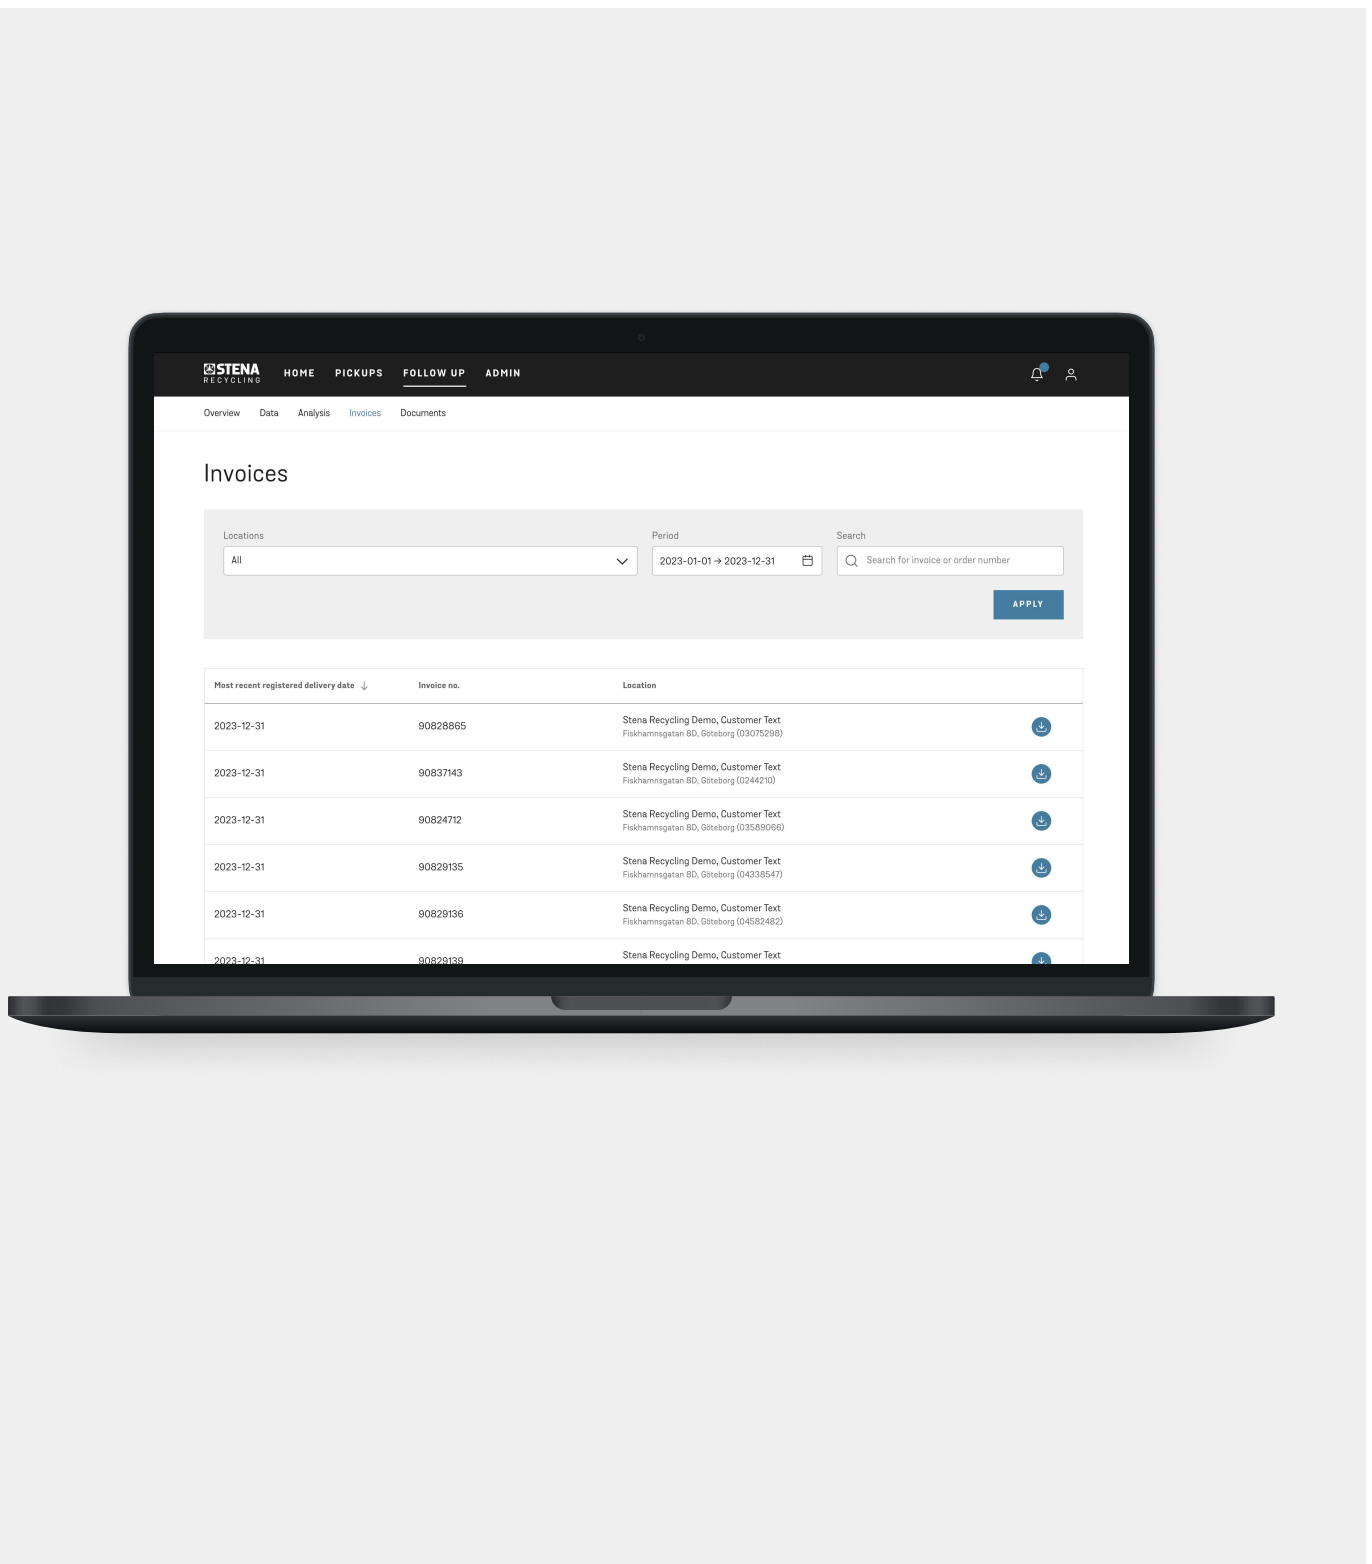 STENA
RECYCLING
HOME PICKUPS FOLLOW UP ADMIN
Overview Data Analysis Invoices Documents
Invoices
Locations Period Search
All 2023-01-01 → 2023-12-31 Search for invoice or order number
APPLY
Most recent registered delivery date ↓ Invoice no. Location
2023-12-31 90828865 Stena Recycling Demo, Customer Text
Fiskhamnsgatan 8D, Göteborg (03075298)
2023-12-31 90837143 Stena Recycling Demo, Customer Text
Fiskhamnsgatan 8D, Göteborg (0244210)
2023-12-31 90824712 Stena Recycling Demo, Customer Text
Fiskhamnsgatan 8D, Göteborg (03589066)
2023-12-31 90829135 Stena Recycling Demo, Customer Text
Fiskhamnsgatan 8D, Göteborg (04338547)
2023-12-31 90829136 Stena Recycling Demo, Customer Text
Fiskhamnsgatan 8D, Göteborg (04582482)
2023-12-31 90829139 Stena Recycling Demo, Customer Text